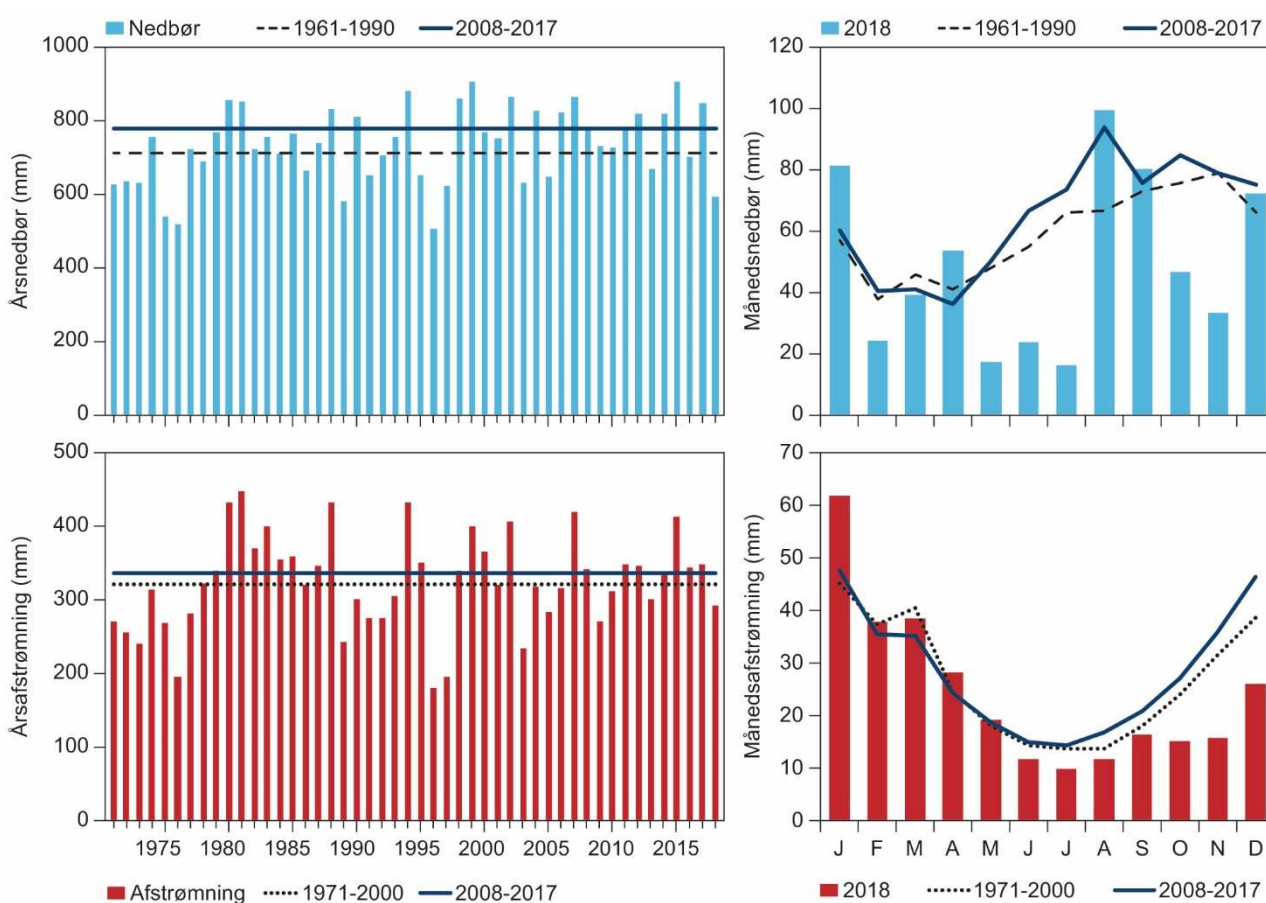 Nedbør 1961-1990 2008-2017
Årsnedbør (mm)
1000
800
600
400
200
0
2018 1961-1990 2008-2017
Månedsnedbør (mm)
120
100
80
60
40
20
0
Årsafstrømning (mm)
500
400
300
200
100
0
1975 1980 1985 1990 1995 2000 2005 2010 2015
Afstrømning 1971-2000 2008-2017
Månedsafstrømning (mm)
70
60
50
40
30
20
10
0
J F M A M J J A S O N D
2018 1971-2000 2008-2017